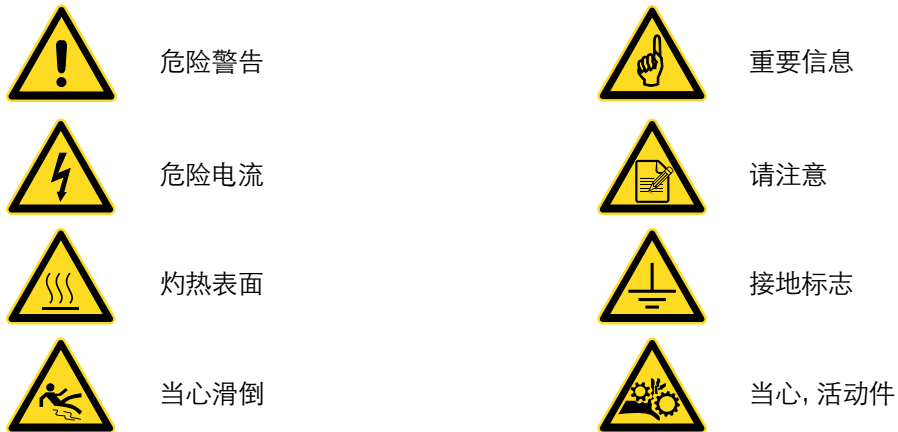 危险警告
重要信息
危险电流
请注意
灼热表面
接地标志
当心滑倒
当心, 活动件